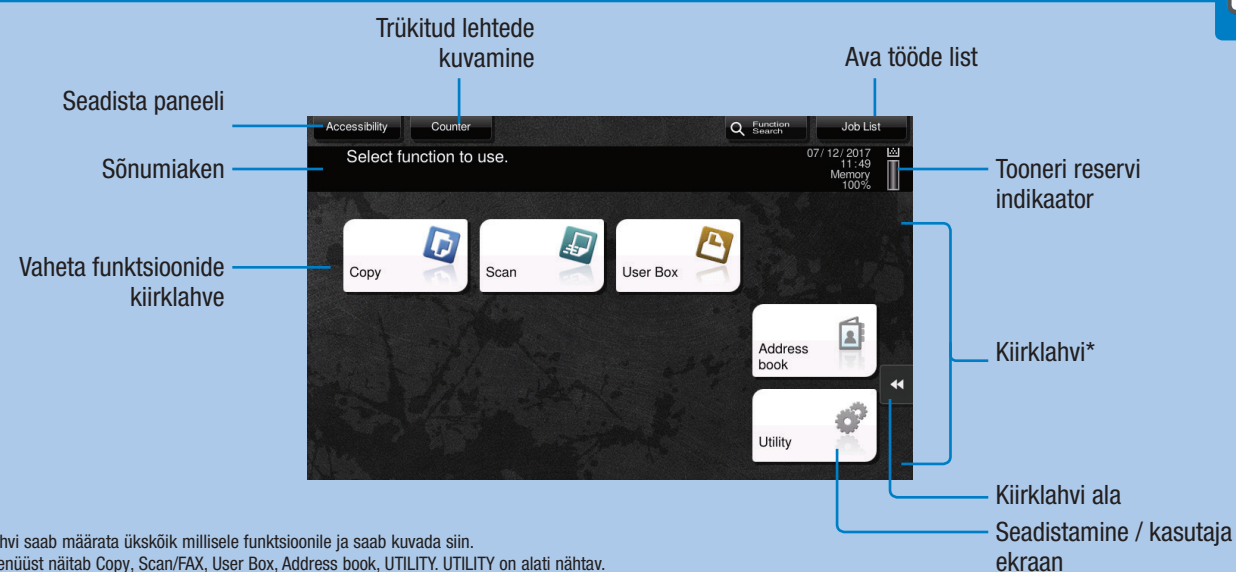 Trükitud lehtede
kuvamine
Ava tööde list
Seadista paneeli
Accessibility
Counter
Function
Search
Job List
Sõnumiaken
Select function to use.
07/12/2017
11:49
Memory
100%
Tooneri reservi
indikaator
Vaheta funktsioonide
kiirklahve
Copy
Scan
User Box
Address
book
Kiirklahvi*
Utility
Kiirklahvi ala
Seadistamine / kasutaja
ekraan
hvi saab määrata ükskõik millisele funktsioonile ja saab kuvada siin.
enüüst näitab Copy, Scan/FAX, User Box, Address book, UTILITY. UTILITY on alati nähtav.